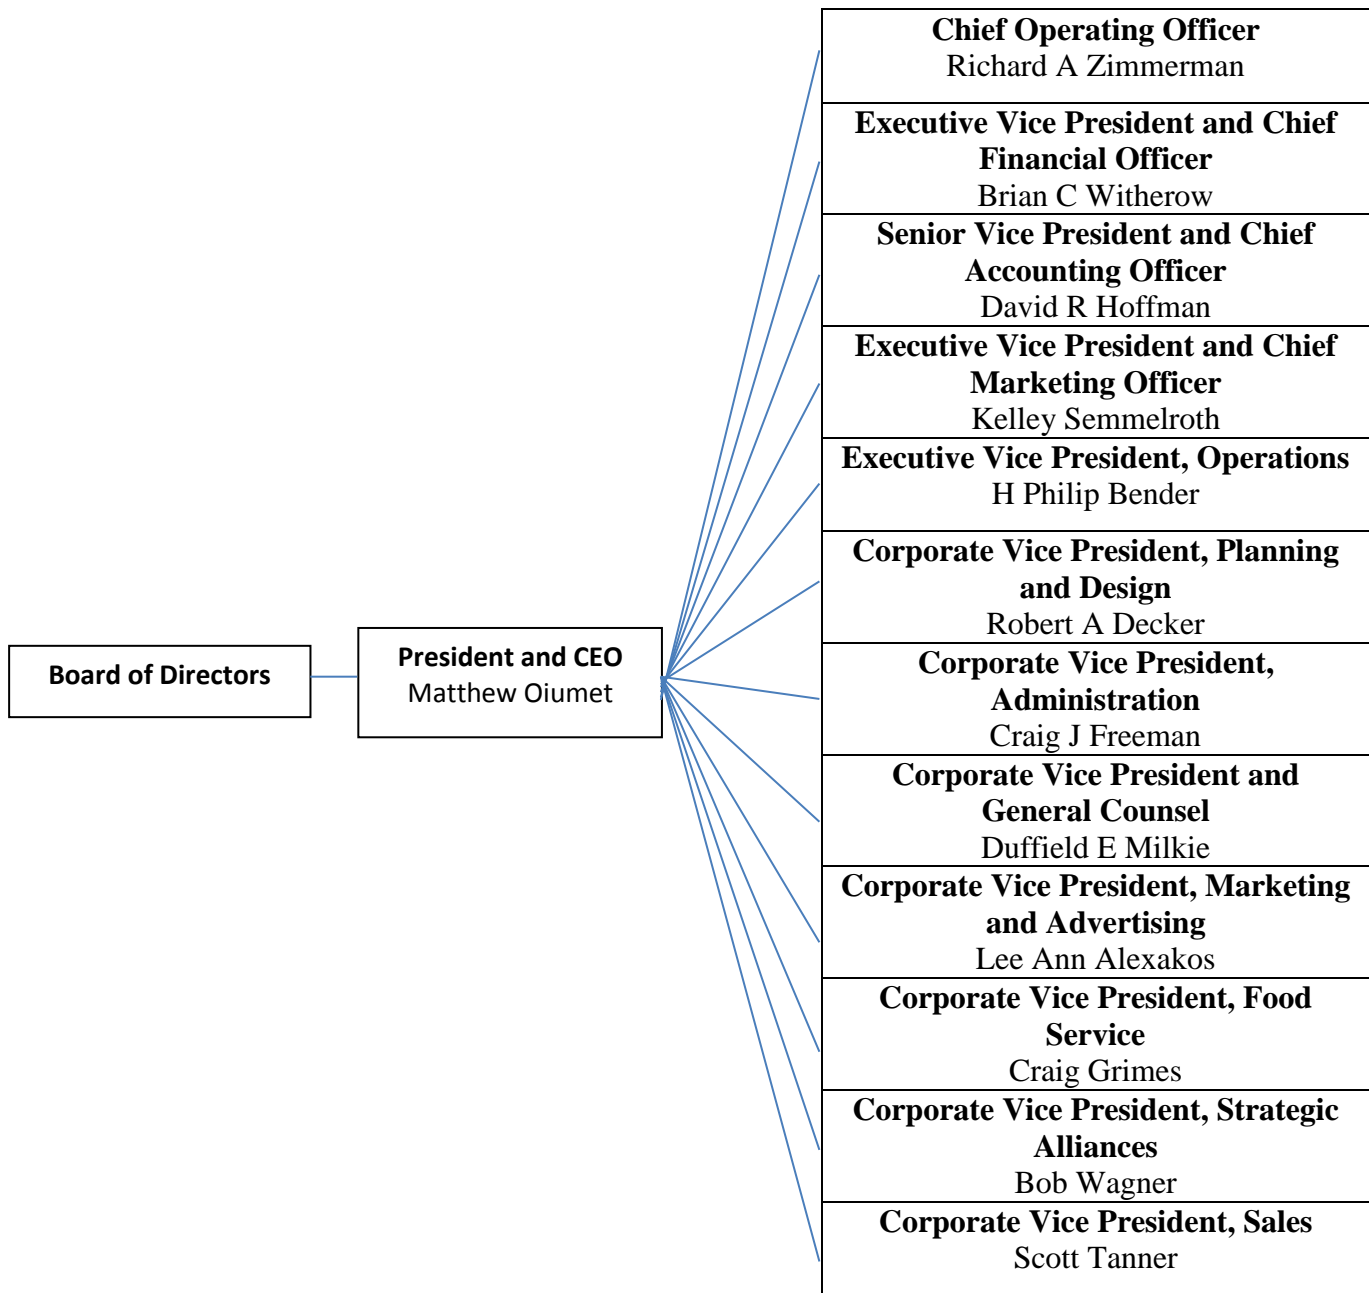 Board of Directors
President and CEO
Matthew Oiumet
Chief Operating Officer
Richard A Zimmerman
Executive Vice President and Chief
Financial Officer
Brian C Witherow
Senior Vice President and Chief
Accounting Officer
David R Hoffman
Executive Vice President and Chief
Marketing Officer
Kelley Semmelroth
Executive Vice President, Operations
H Philip Bender
Corporate Vice President, Planning
and Design
Robert A Decker
Corporate Vice President,
Administration
Craig J Freeman
Corporate Vice President and
General Counsel
Duffield E Milkie
Corporate Vice President, Marketing
and Advertising
Lee Ann Alexakos
Corporate Vice President, Food
Service
Craig Grimes
Corporate Vice President, Strategic
Alliances
Bob Wagner
Corporate Vice President, Sales
Scott Tanner